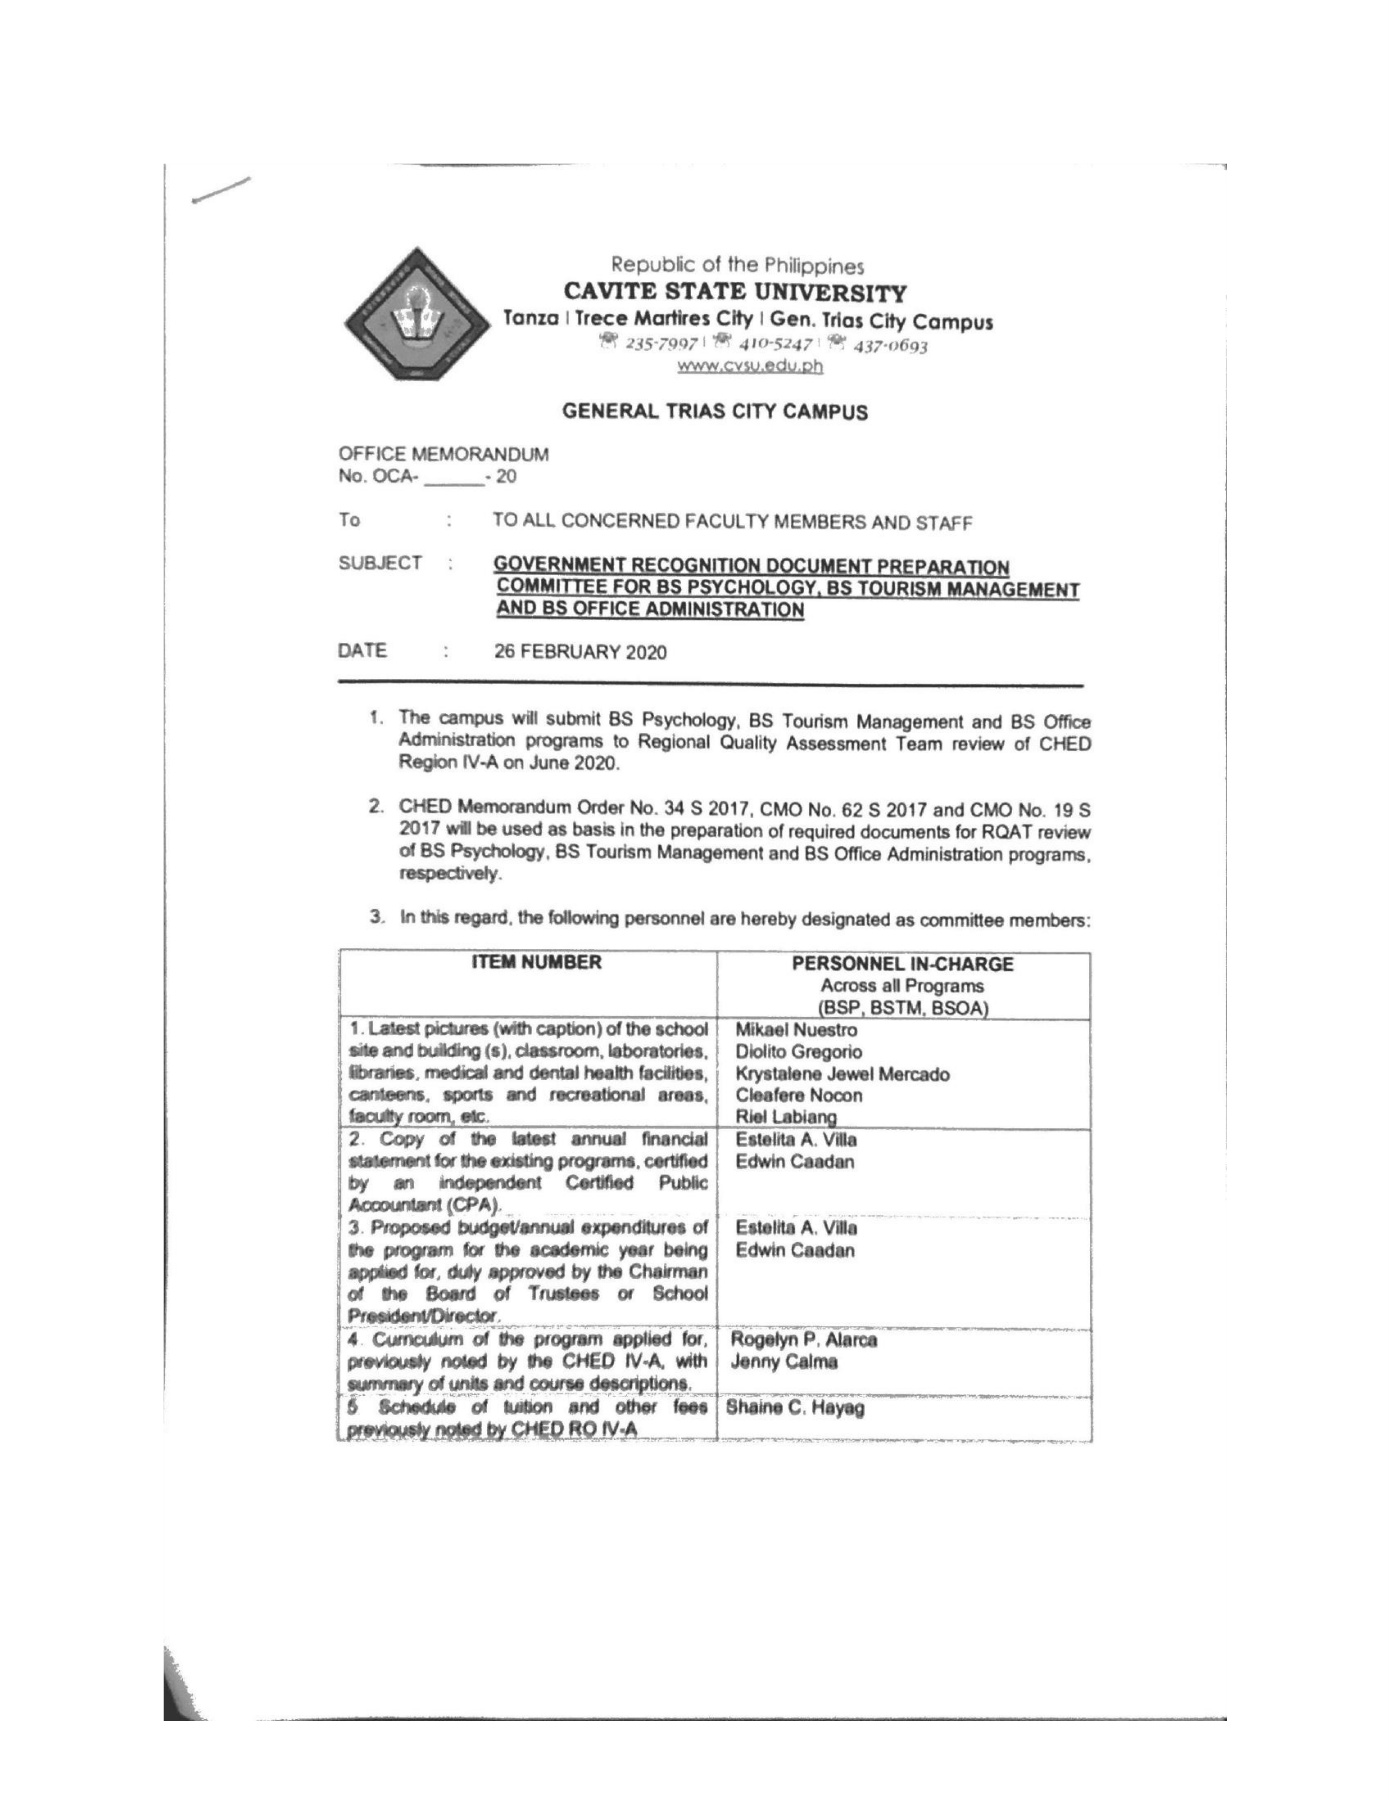 Republic of the Philippines
CAVITE STATE UNIVERSITY
Tanza | Trece Martires City | Gen. Trias City Campus
☏ 235-7997 | ☏ 410-5247 | ☏ 437-0693
www.cvsu.edu.ph
GENERAL TRIAS CITY CAMPUS
OFFICE MEMORANDUM
No. OCA- ______- 20
To : TO ALL CONCERNED FACULTY MEMBERS AND STAFF
SUBJECT : GOVERNMENT RECOGNITION DOCUMENT PREPARATION
COMMITTEE FOR BS PSYCHOLOGY, BS TOURISM MANAGEMENT
AND BS OFFICE ADMINISTRATION
DATE : 26 FEBRUARY 2020
1. The campus will submit BS Psychology, BS Tourism Management and BS Office
Administration programs to Regional Quality Assessment Team review of CHED
Region IV-A on June 2020.
2. CHED Memorandum Order No. 34 S 2017, CMO No. 62 S 2017 and CMO No. 19 S
2017 will be used as basis in the preparation of required documents for RQAT review
of BS Psychology, BS Tourism Management and BS Office Administration programs,
respectively.
3. In this regard, the following personnel are hereby designated as committee members:
ITEM NUMBER
PERSONNEL IN-CHARGE
Across all Programs
(BSP, BSTM, BSOA)
1. Latest pictures (with caption) of the school
site and building (s), classroom, laboratories,
libraries, medical and dental health facilities,
canteens, sports and recreational areas,
faculty room, etc.
Mikael Nuestro
Diolito Gregorio
Krystalene Jewel Mercado
Cleafere Nocon
Riel Labiang
2. Copy of the latest annual financial
statement for the existing programs, certified
by an independent Certified Public
Accountant (CPA).
Estelita A. Villa
Edwin Caadan
3. Proposed budget/annual expenditures of
the program for the academic year being
applied for, duly approved by the Chairman
of the Board of Trustees or School
President/Director.
Estelita A. Villa
Edwin Caadan
4. Curriculum of the program applied for,
previously noted by the CHED IV-A, with
summary of units and course descriptions.
Rogelyn P. Alarca
Jenny Calma
5 Schedule of tuition and other fees
previously noted by CHED RO IV-A
Shaine C. Hayag